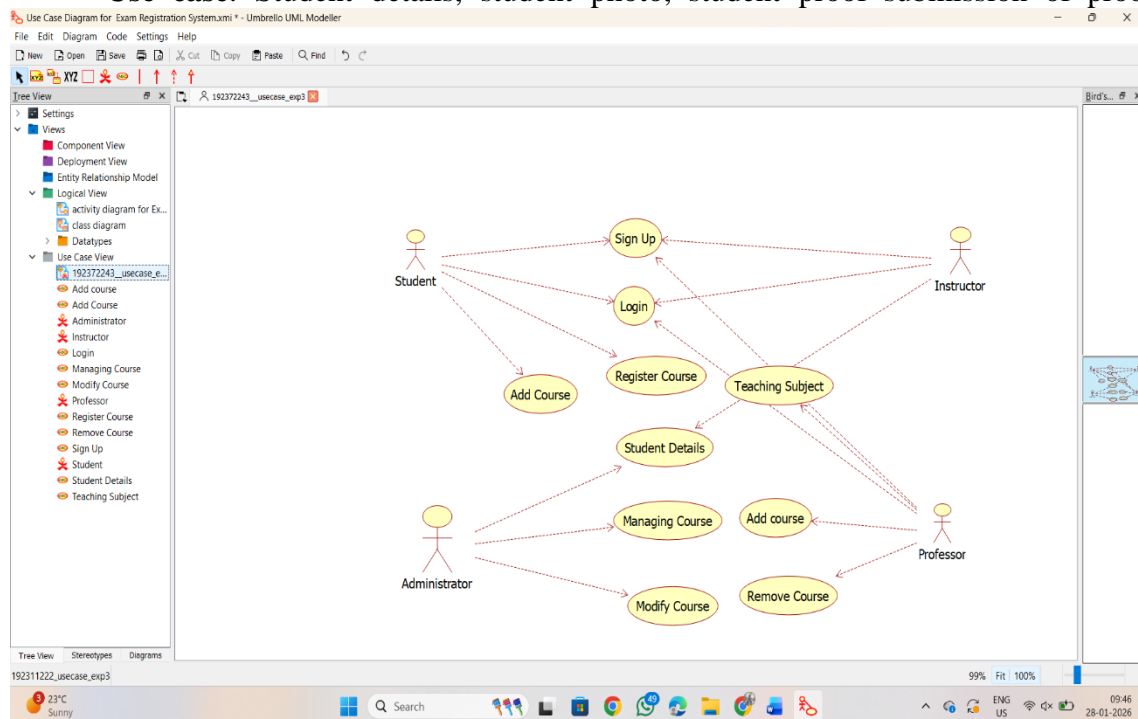 Use case: Student details, student photo, student proof submission of proof
Use Case Diagram for Exam Registration System.xmi * - Umbrello UML Modeller
File Edit Diagram Code Settings Help
New Open Save Cut Copy Paste Find
XYZ XYZ
Tree View
192372243__usecase_exp3
Bird's...
Settings
Views
Component View
Deployment View
Entity Relationship Model
Logical View
activity diagram for Ex...
class diagram
Datatypes
Use Case View
192372243__usecase_e...
Add course
Add Course
Administrator
Instructor
Login
Managing Course
Modify Course
Professor
Register Course
Remove Course
Sign Up
Student
Student Details
Teaching Subject
Sign Up
Student
Instructor
Login
Register Course
Teaching Subject
Add Course
Student Details
Managing Course
Add course
Professor
Administrator
Modify Course
Remove Course
Tree View Stereotypes Diagrams
192311222_usecase_exp3
99% Fit 100%
3
23°C
Sunny
Search
49
ENG
US
09:46
28-01-2026